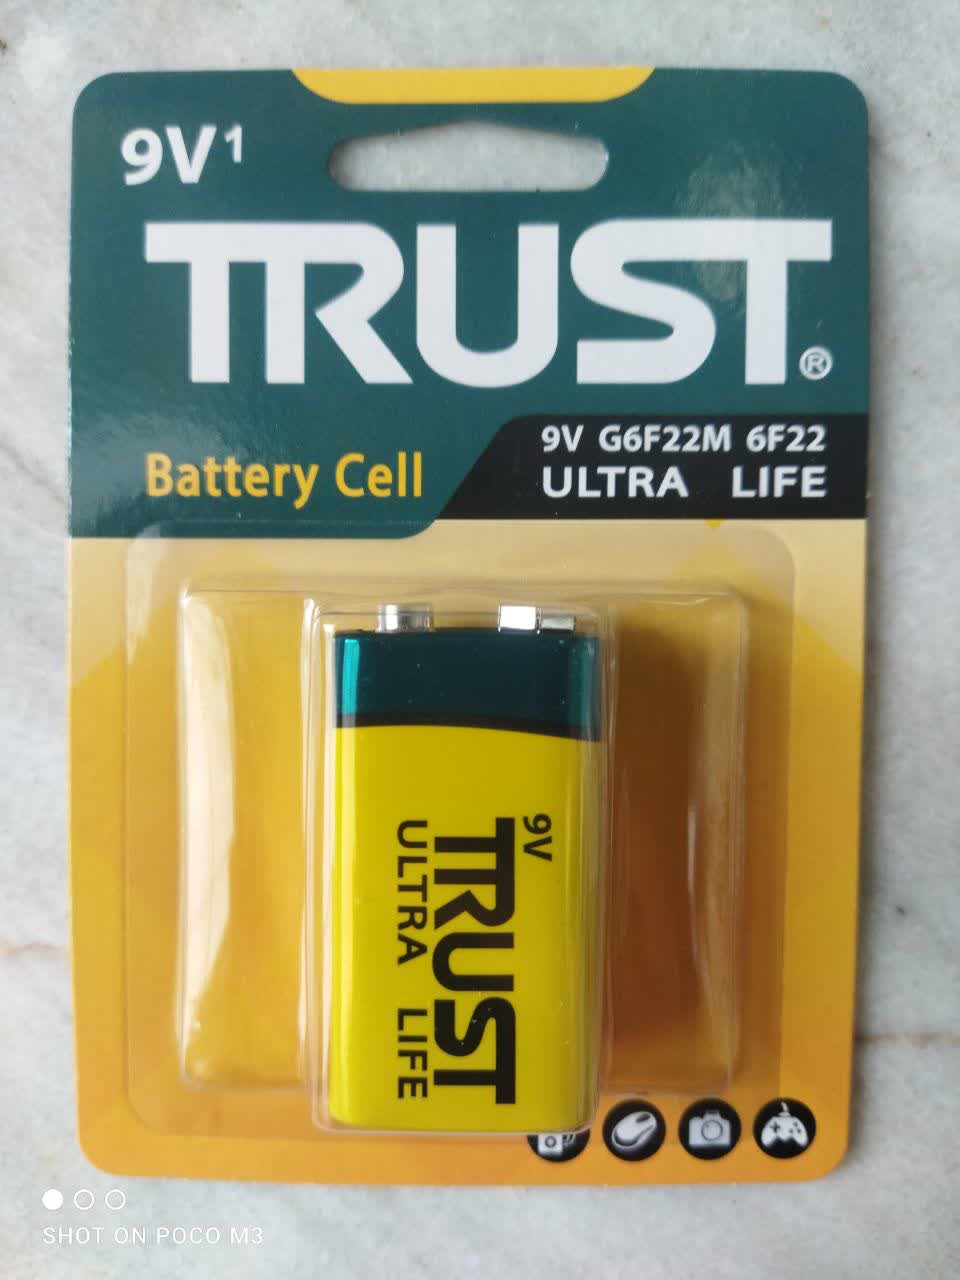 9V¹
TRUST®
Battery Cell
9V G6F22M 6F22
ULTRA LIFE
9V
TRUST
ULTRA LIFE
SHOT ON POCO M3